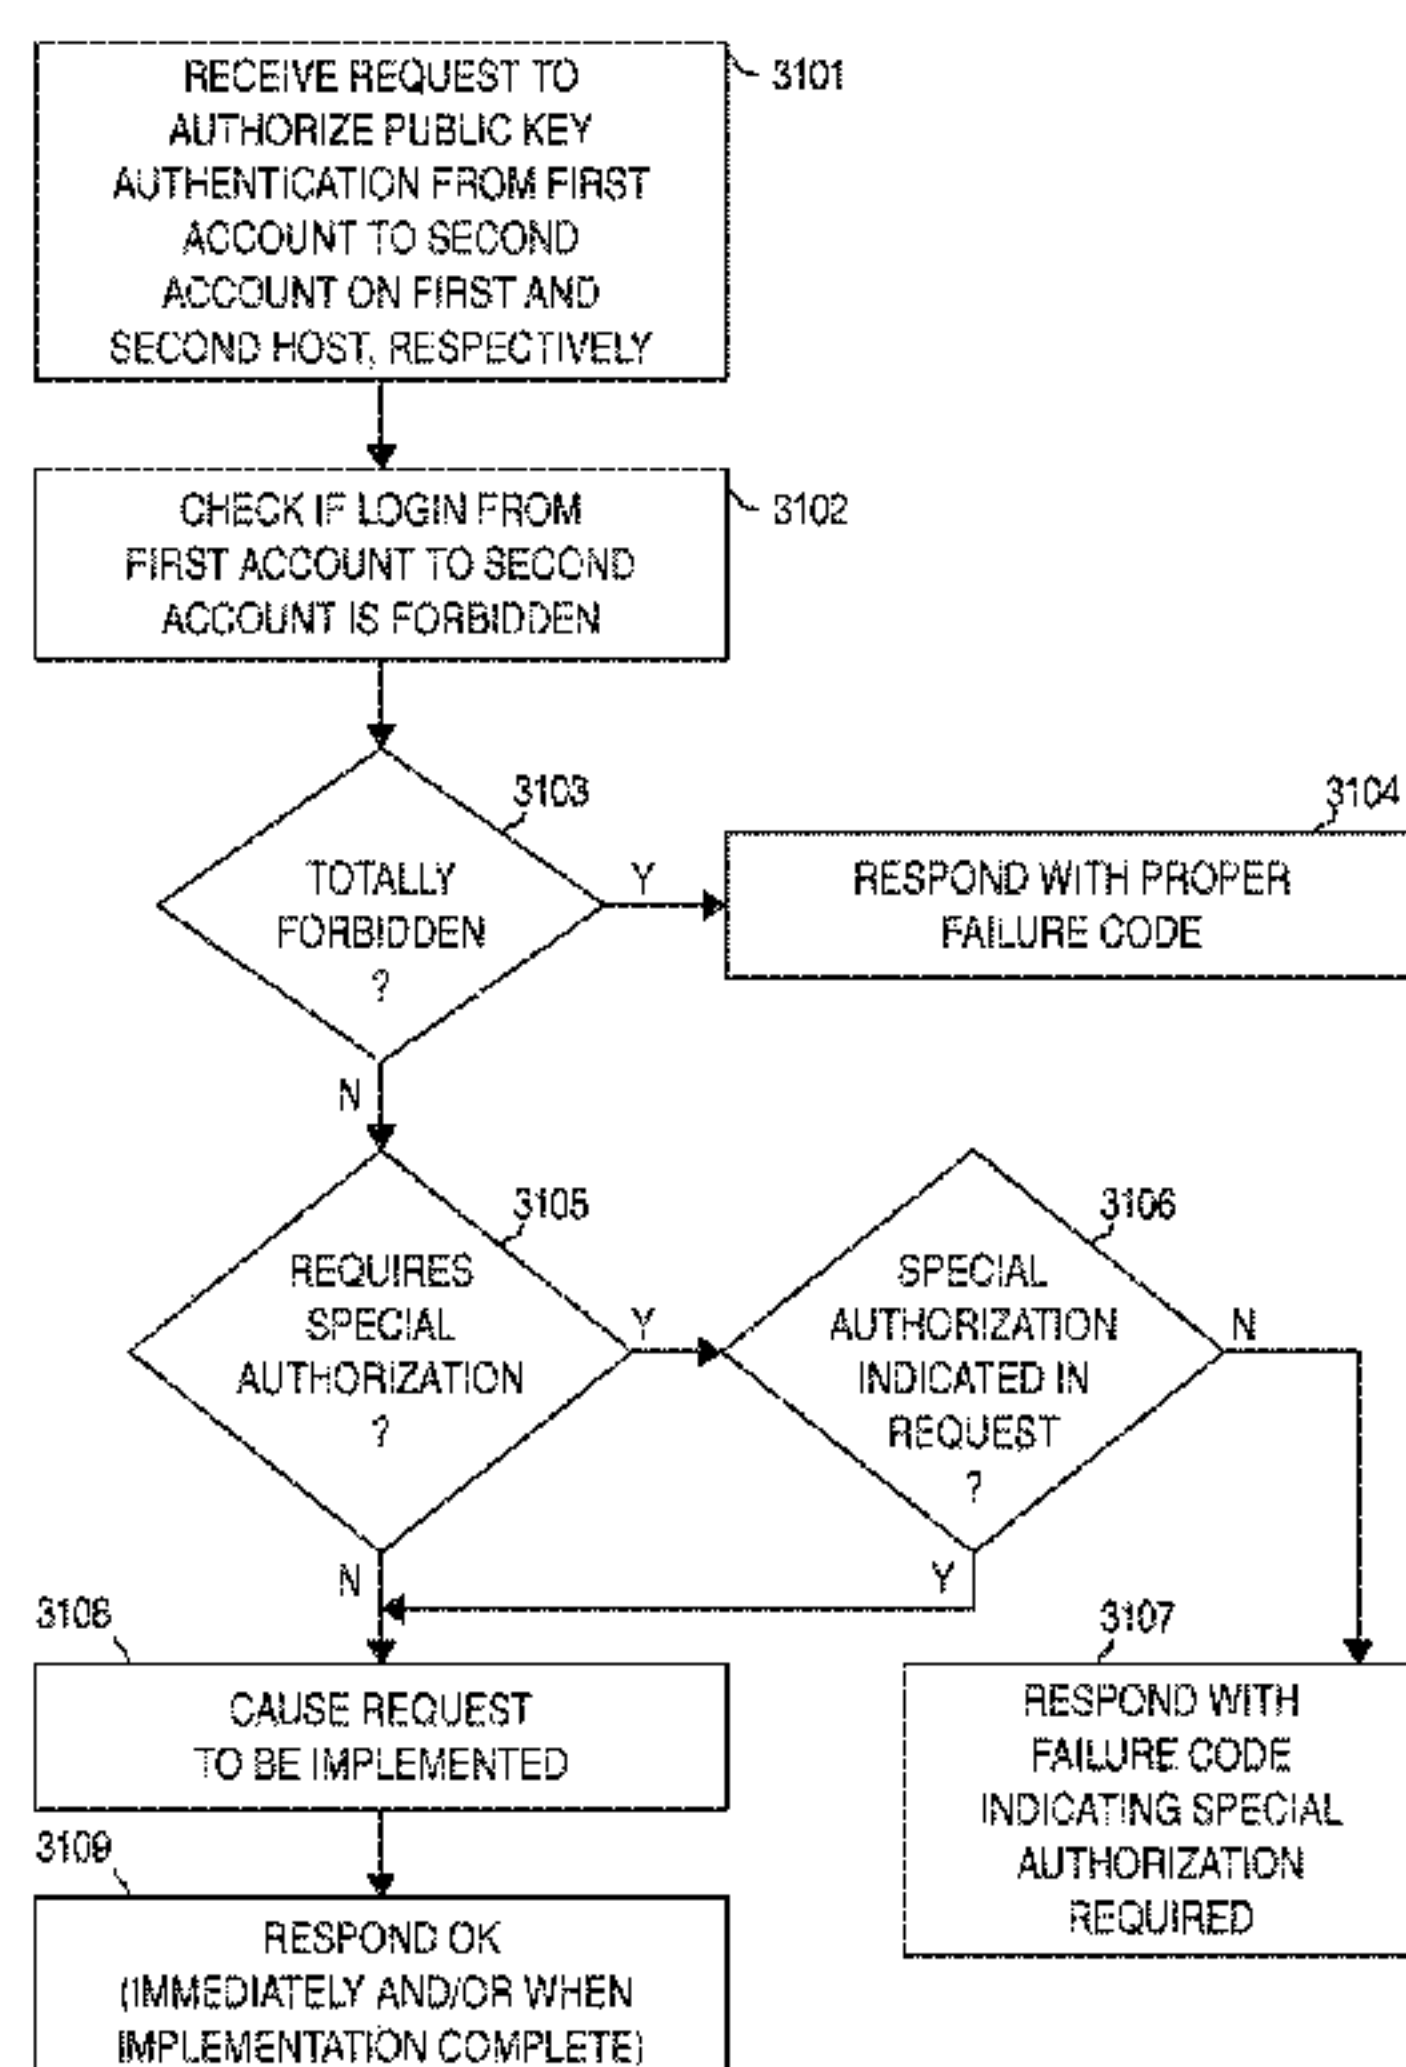 RECEIVE REQUEST TO
AUTHORIZE PUBLIC KEY
AUTHENTICATION FROM FIRST
ACCOUNT TO SECOND
ACCOUNT ON FIRST AND
SECOND HOST, RESPECTIVELY
3101
CHECK IF LOGIN FROM
FIRST ACCOUNT TO SECOND
ACCOUNT IS FORBIDDEN
3102
3103
TOTALLY
FORBIDDEN
?
Y
N
3104
RESPOND WITH PROPER
FAILURE CODE
3105
REQUIRES
SPECIAL
AUTHORIZATION
?
Y
N
3106
SPECIAL
AUTHORIZATION
INDICATED IN
REQUEST
?
N
Y
3107
RESPOND WITH
FAILURE CODE
INDICATING SPECIAL
AUTHORIZATION
REQUIRED
3108
CAUSE REQUEST
TO BE IMPLEMENTED
3109
RESPOND OK
(IMMEDIATELY AND/OR WHEN
IMPLEMENTATION COMPLETE)